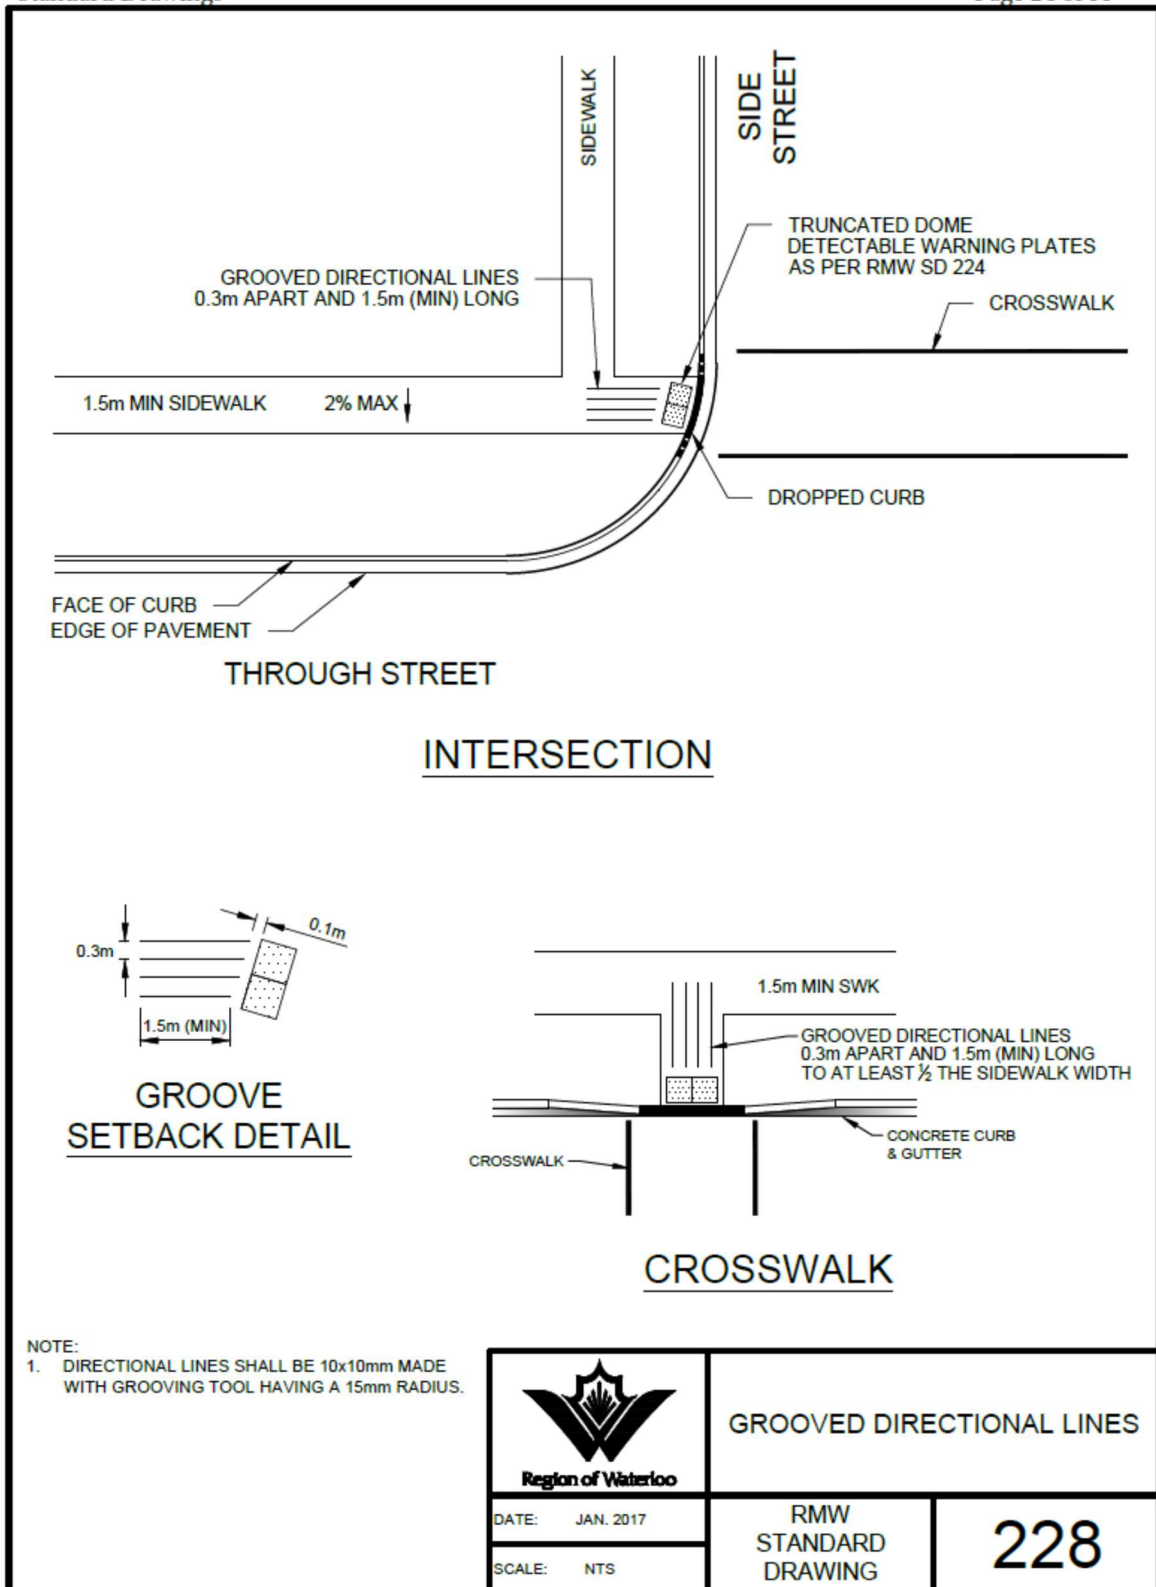 SIDEWALK
SIDE
STREET
TRUNCATED DOME
DETECTABLE WARNING PLATES
AS PER RMW SD 224
GROOVED DIRECTIONAL LINES
0.3m APART AND 1.5m (MIN) LONG
CROSSWALK
1.5m MIN SIDEWALK
2% MAX
DROPPED CURB
FACE OF CURB
EDGE OF PAVEMENT
THROUGH STREET
INTERSECTION
0.3m
0.1m
1.5m (MIN)
GROOVE
SETBACK DETAIL
1.5m MIN SWK
GROOVED DIRECTIONAL LINES
0.3m APART AND 1.5m (MIN) LONG
TO AT LEAST ½ THE SIDEWALK WIDTH
CONCRETE CURB
& GUTTER
CROSSWALK
CROSSWALK
NOTE:
1. DIRECTIONAL LINES SHALL BE 10x10mm MADE
WITH GROOVING TOOL HAVING A 15mm RADIUS.
Region of Waterloo
GROOVED DIRECTIONAL LINES
DATE: JAN. 2017
SCALE: NTS
RMW
STANDARD
DRAWING
228